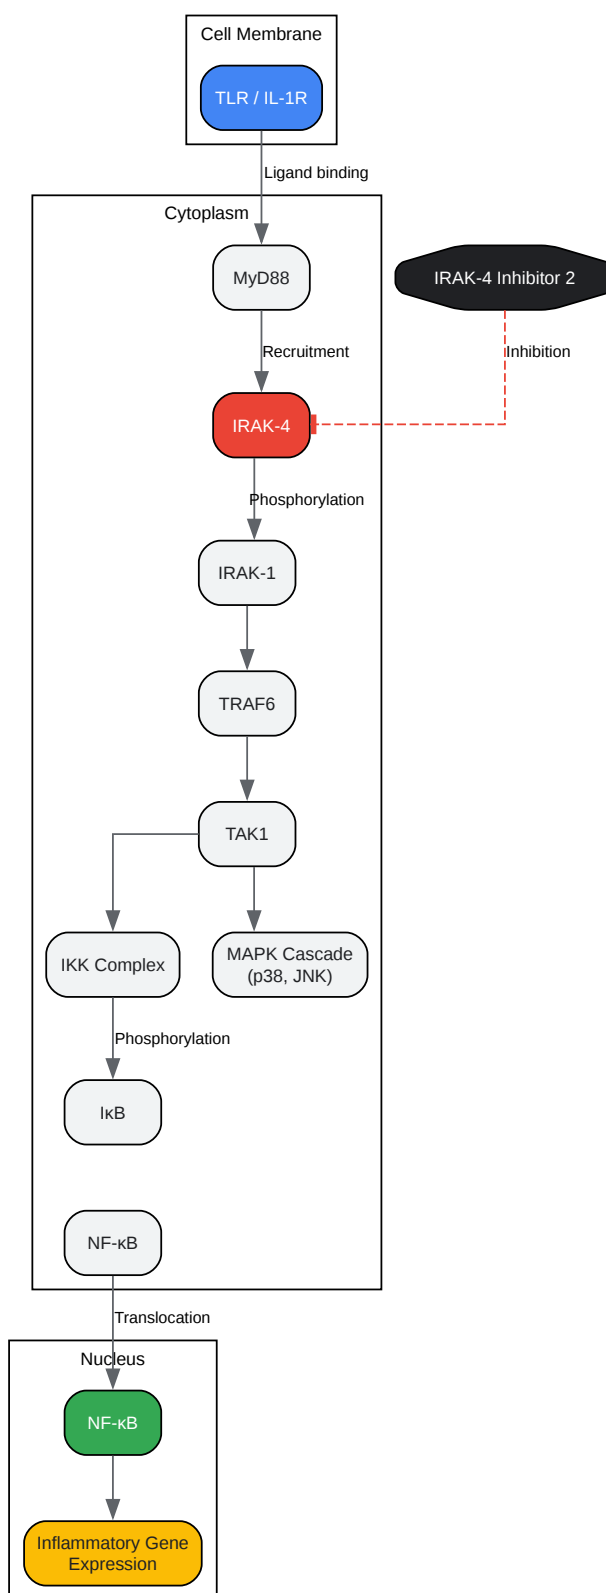 Cell Membrane
TLR / IL-1R
Ligand binding
Cytoplasm
MyD88
IRAK-4 Inhibitor 2
Recruitment
Inhibition
IRAK-4
Phosphorylation
IRAK-1
TRAF6
TAK1
IKK Complex
MAPK Cascade
(p38, JNK)
Phosphorylation
IκB
NF-κB
Translocation
Nucleus
NF-κB
Inflammatory Gene
Expression